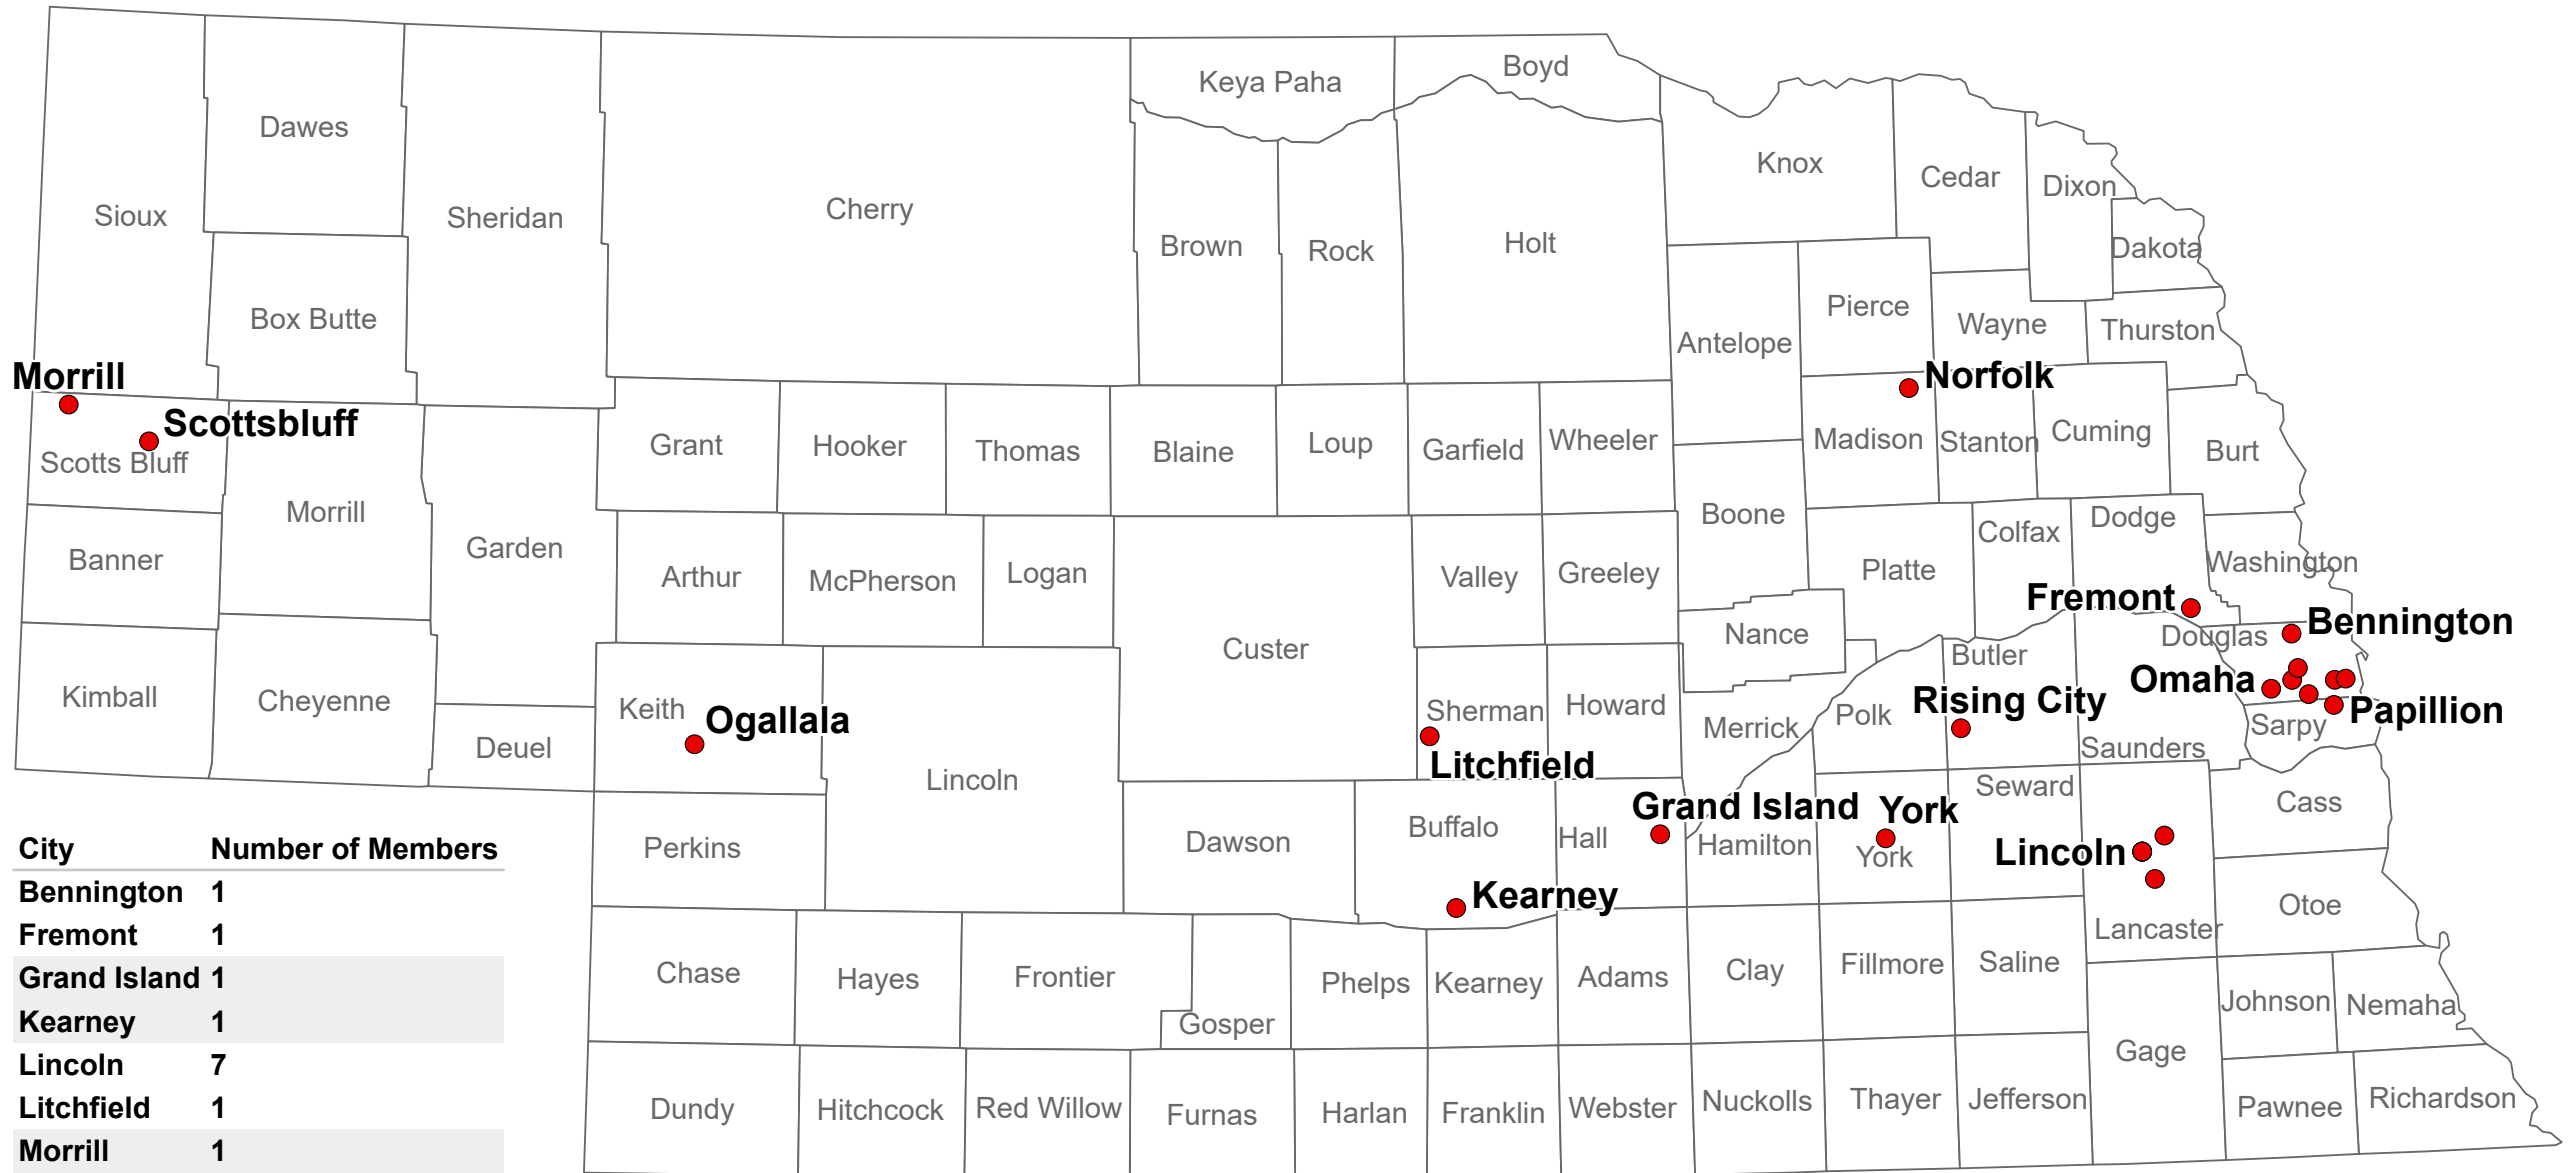 Keya Paha
Boyd
Dawes
Knox
Cedar
Dixon
Sioux
Sheridan
Cherry
Brown
Rock
Holt
Dakota
Box Butte
Pierce
Wayne
Thurston
Antelope
Morrill
Norfolk
Scottsbluff
Scotts Bluff
Grant
Hooker
Thomas
Blaine
Loup
Garfield
Wheeler
Madison
Stanton
Cuming
Burt
Morrill
Boone
Dodge
Colfax
Banner
Garden
Arthur
McPherson
Logan
Valley
Greeley
Platte
Washington
Fremont
Bennington
Nance
Douglas
Custer
Butler
Kimball
Cheyenne
Keith
Ogallala
Sherman
Howard
Merrick
Polk
Rising City
Omaha
Papillion
Sarpy
Deuel
Litchfield
Saunders
Lincoln
Seward
Cass
Grand Island
York
Perkins
Dawson
Buffalo
Hall
Hamilton
York
Lincoln
Kearney
Otoe
Lancaster
Chase
Hayes
Frontier
Gosper
Phelps
Kearney
Adams
Clay
Fillmore
Saline
Johnson
Nemaha
Gage
Dundy
Hitchcock
Red Willow
Furnas
Harlan
Franklin
Webster
Nuckolls
Thayer
Jefferson
Pawnee
Richardson
City Number of Members
Bennington 1
Fremont 1
Grand Island 1
Kearney 1
Lincoln 7
Litchfield 1
Morrill 1